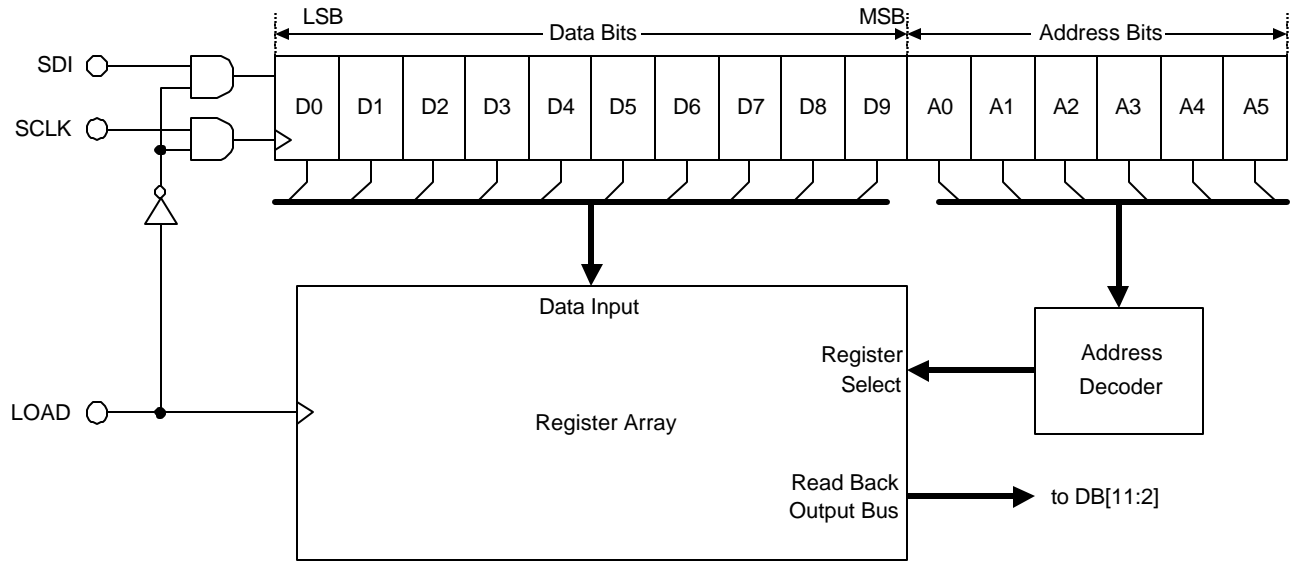 LSB
MSB
Data Bits
Address Bits
SDI
D0 D1 D2 D3 D4 D5 D6 D7 D8 D9 A0 A1 A2 A3 A4 A5
SCLK
Data Input
Register
Select
Address
Decoder
LOAD
Register Array
Read Back
Output Bus
to DB[11:2]